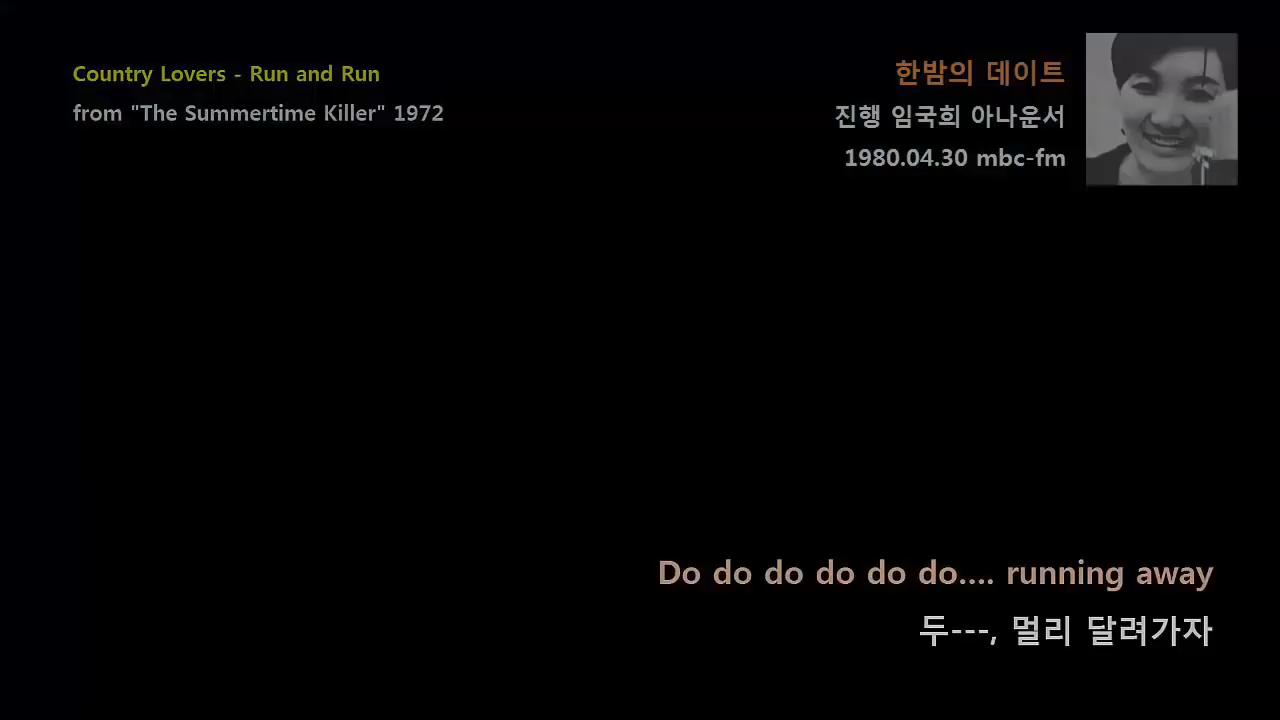 Country Lovers - Run and Run
from "The Summertime Killer" 1972
한밤의 데이트
진행 임국희 아나운서
1980.04.30 mbc-fm
Do do do do do do.... running away
두---, 멀리 달려가자